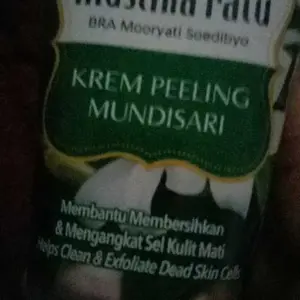 Mustika Ratu
BRA Mooryati Soedibyo
KREM PEELING
MUNDISARI
Membantu Membersihkan
& Mengangkat Sel Kulit Mati
Helps Clean & Exfoliate Dead Skin Cells